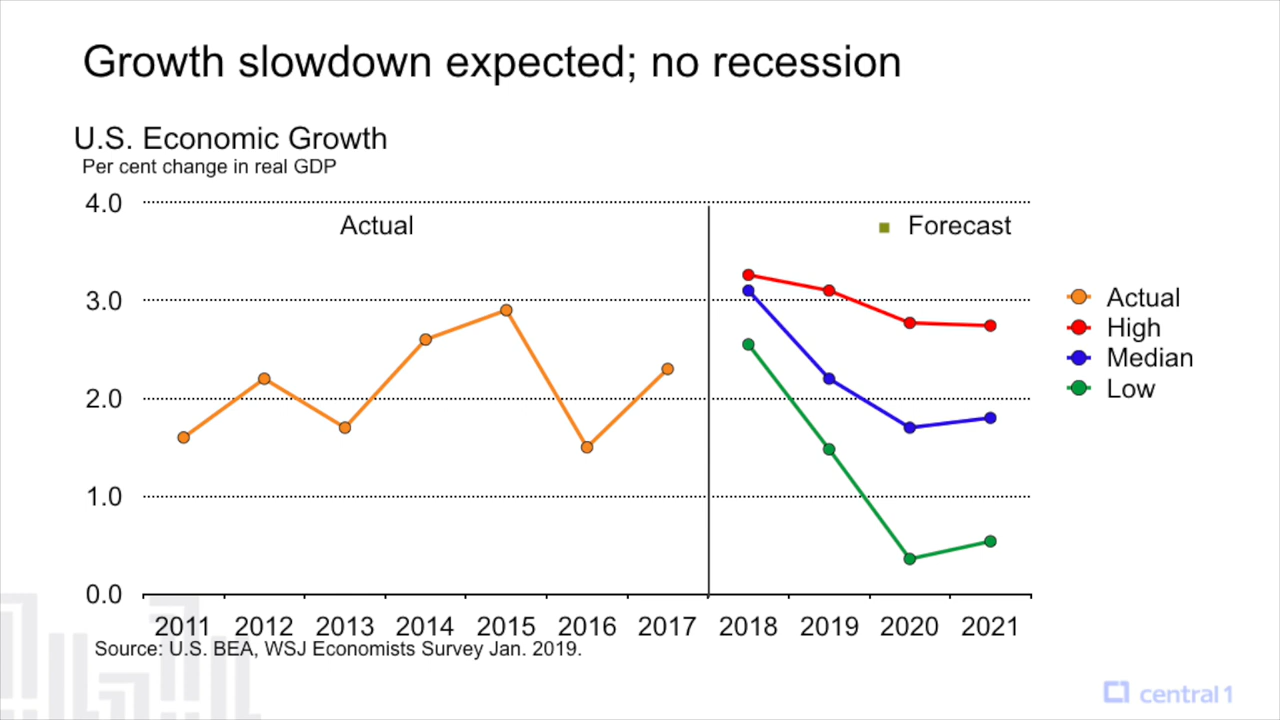 Growth slowdown expected; no recession
U.S. Economic Growth
Per cent change in real GDP
4.0
Actual
Forecast
3.0
Actual
High
Median
Low
2.0
1.0
0.0
2011 2012 2013 2014 2015 2016 2017 2018 2019 2020 2021
Source: U.S. BEA, WSJ Economists Survey Jan. 2019.
central 1